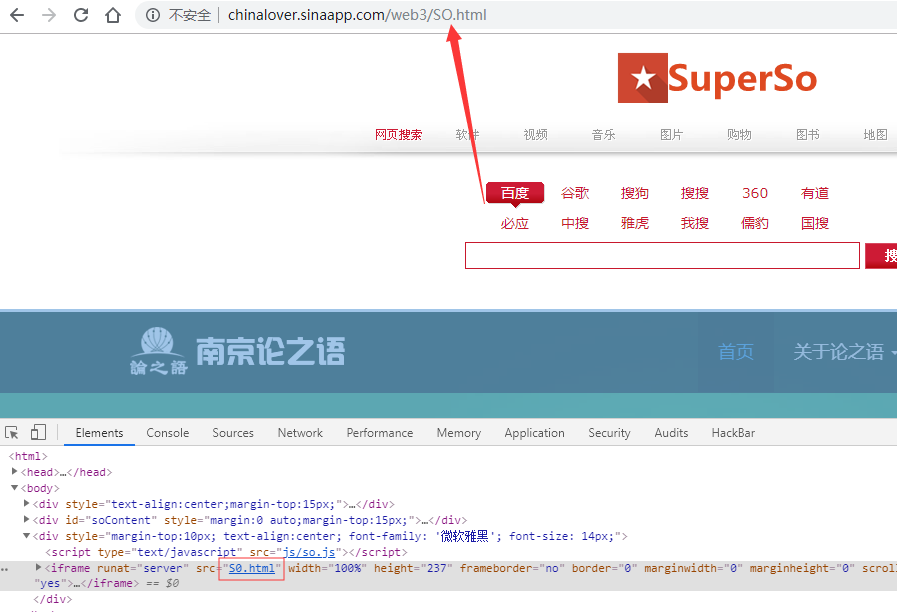 不安全 chinalover.sinaapp.com/web3/SO.html
SuperSo
网页搜索 软件 视频 音乐 图片 购物 图书 地图
百度 谷歌 搜狗 搜搜 360 有道
必应 中搜 雅虎 我搜 儒豹 国搜
搜
論之語 南京论之语 首页 关于论之语
Elements Console Sources Network Performance Memory Application Security Audits HackBar
<html>
<head>…</head>
<body>
<div style="text-align:center;margin-top:15px;">…</div>
<div id="soContent" style="margin:0 auto;margin-top:15px;">…</div>
<div style="margin-top:10px; text-align:center; font-family: '微软雅黑'; font-size: 14px;">
<script type="text/javascript" src="js/so.js"></script>
<iframe runat="server" src="S0.html" width="100%" height="237" frameborder="no" border="0" marginwidth="0" marginheight="0" scroll
"yes">…</iframe> == $0
</div>